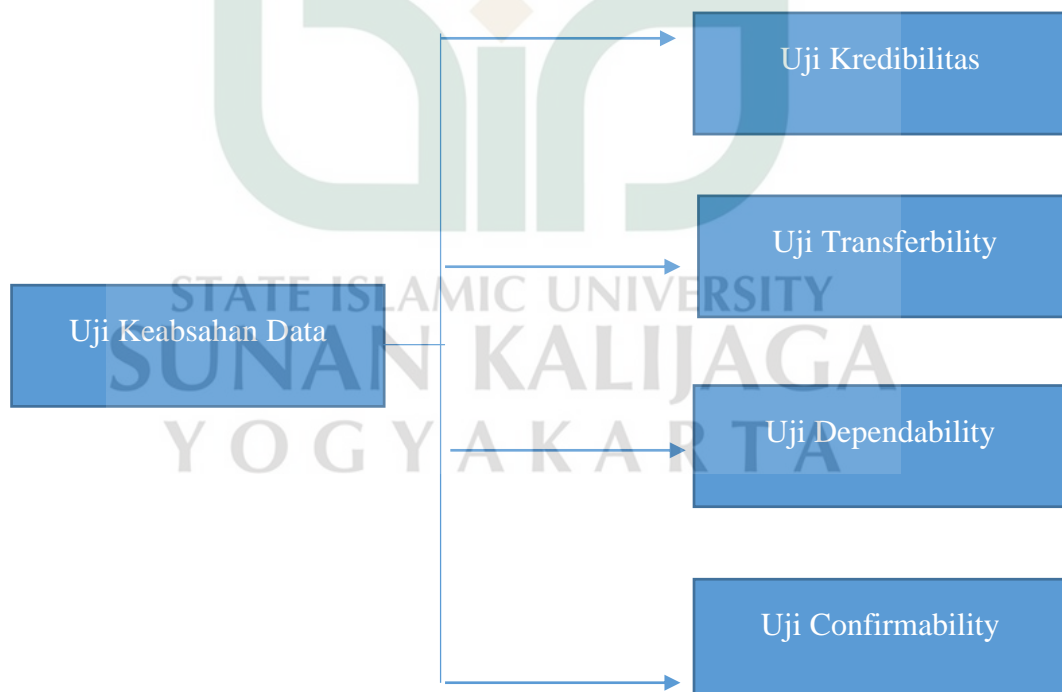 Uji Kredibilitas
Uji Transferbility
STATE ISLAMIC UNIVERSITY
Uji Keabsahan Data
SUNAN KALIJAGA
Uji Dependability
YOGYAKARTA
Uji Confirmability